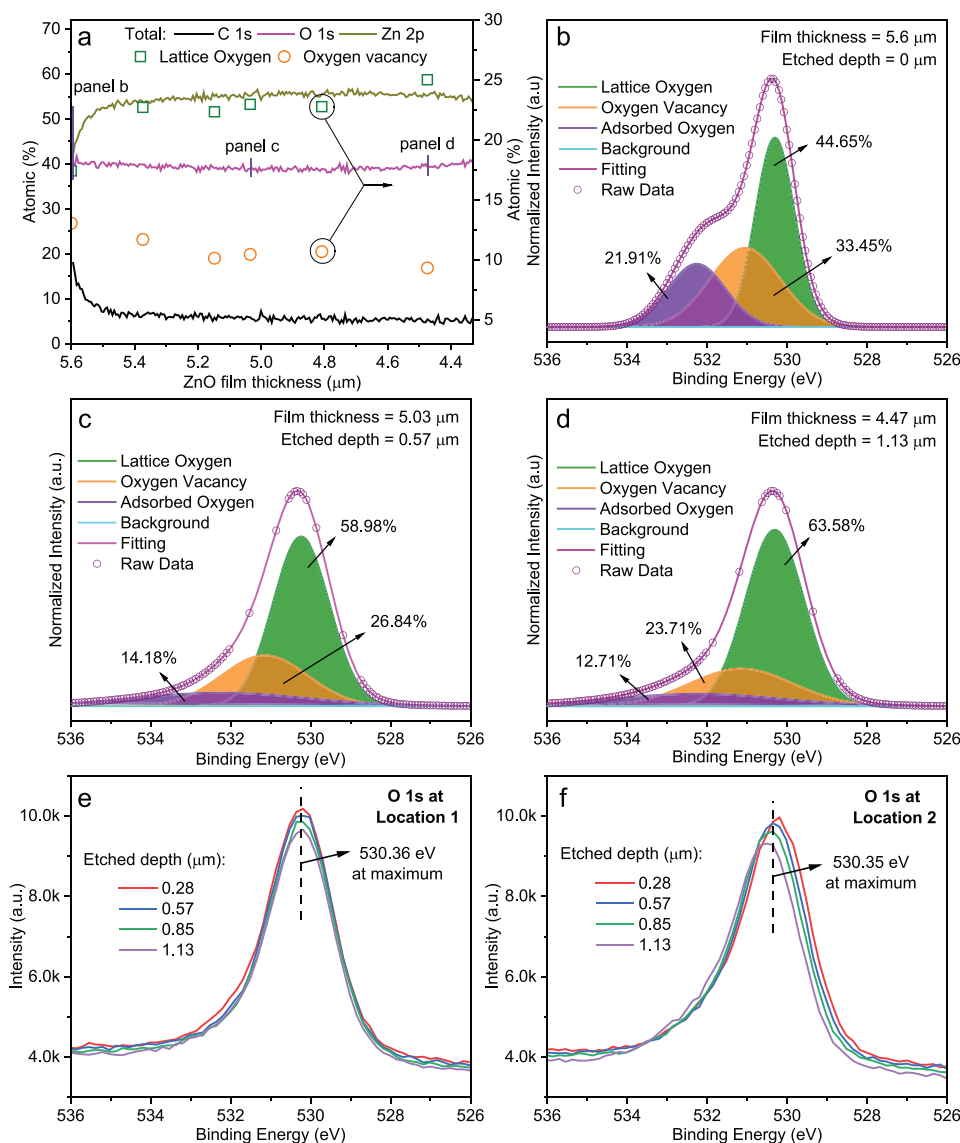 a
Total: C 1s O 1s Zn 2p
Lattice Oxygen Oxygen vacancy
panel b
panel c
panel d
70
60
50
40
30
20
10
0
Atomic (%)
30
25
20
15
10
5
Atomic (%)
5.6 5.4 5.2 5.0 4.8 4.6 4.4
ZnO film thickness (μm)
b
Film thickness = 5.6 μm
Etched depth = 0 μm
Lattice Oxygen
Oxygen Vacancy
Adsorbed Oxygen
Background
Fitting
Raw Data
44.65%
21.91%
33.45%
Normalized Intensity (a.u)
536 534 532 530 528 526
Binding Energy (eV)
c
Film thickness = 5.03 μm
Etched depth = 0.57 μm
Lattice Oxygen
Oxygen Vacancy
Adsorbed Oxygen
Background
Fitting
Raw Data
58.98%
26.84%
14.18%
Normalized Intensity (a.u.)
536 534 532 530 528 526
Binding Energy (eV)
d
Film thickness = 4.47 μm
Etched depth = 1.13 μm
Lattice Oxygen
Oxygen Vacancy
Adsorbed Oxygen
Background
Fitting
Raw Data
63.58%
23.71%
12.71%
Normalized Intensity (a.u)
536 534 532 530 528 526
Binding Energy (eV)
e
O 1s at
Location 1
10.0k
8.0k
6.0k
4.0k
Intensity (a.u.)
Etched depth (μm):
0.28
0.57
0.85
1.13
530.36 eV
at maximum
536 534 532 530 528 526
Binding Energy (eV)
f
O 1s at
Location 2
10.0k
8.0k
6.0k
4.0k
Intensity (a.u.)
Etched depth (μm):
0.28
0.57
0.85
1.13
530.35 eV
at maximum
536 534 532 530 528 526
Binding Energy (eV)